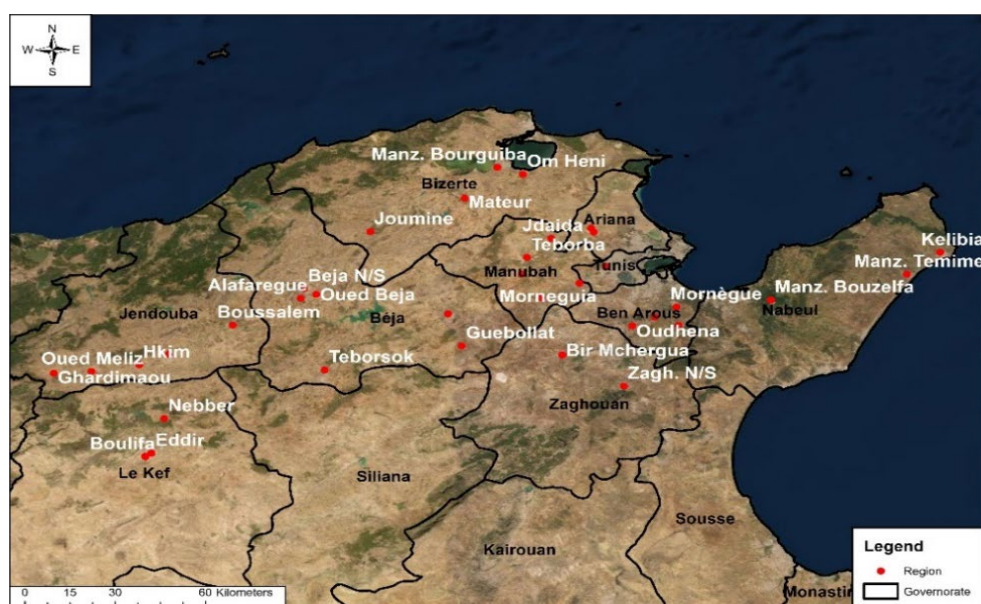 N
W E
S
Manz. Bourguiba
Om Heni
Bizerte
Mateur
Joumine
Ariana
Jdaida
Teborba
Kelibia
Tunis
Manz. Temime
Beja N/S
Manubah
Alafaregue
Oued Beja
Manz. Bouzelfa
Morneguia
Mornègue
Nabeul
Jendouba
Boussalem
Béja
Ben Arous
Oudhena
Guebollat
Hkim
Bir Mchergua
Oued Meliz
Teborsok
Ghardimaou
Zagh. N/S
Nebber
Zaghouan
Boulifa
Eddir
Le Kef
Siliana
Sousse
Kairouan
Legend
Region
Governorate
Monastir
0 15 30 60 Kilometers